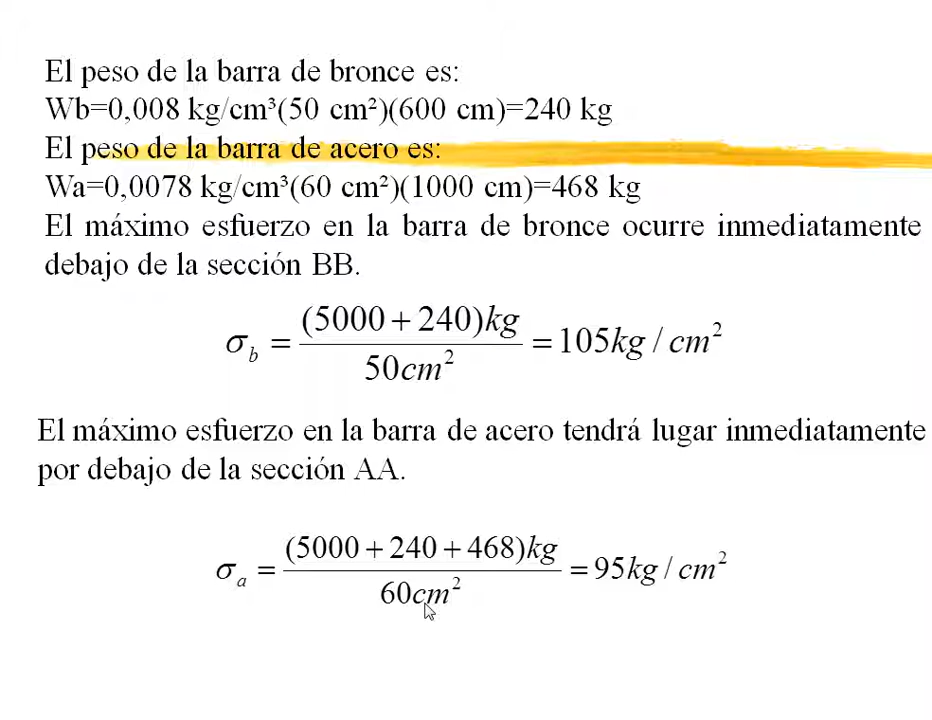 El peso de la barra de bronce es:
Wb=0,008 kg/cm³(50 cm²)(600 cm)=240 kg
El peso de la barra de acero es:
Wa=0,0078 kg/cm³(60 cm²)(1000 cm)=468 kg
El máximo esfuerzo en la barra de bronce ocurre inmediatamente
debajo de la sección BB.
σ_b = (5000 + 240)kg / 50cm² = 105kg / cm²
El máximo esfuerzo en la barra de acero tendrá lugar inmediatamente
por debajo de la sección AA.
σ_a = (5000 + 240 + 468)kg / 60cm² = 95kg / cm²